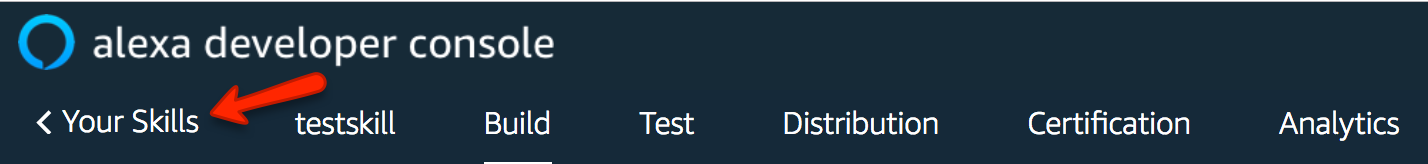 alexa developer console
< Your Skills testskill Build Test Distribution Certification Analytics